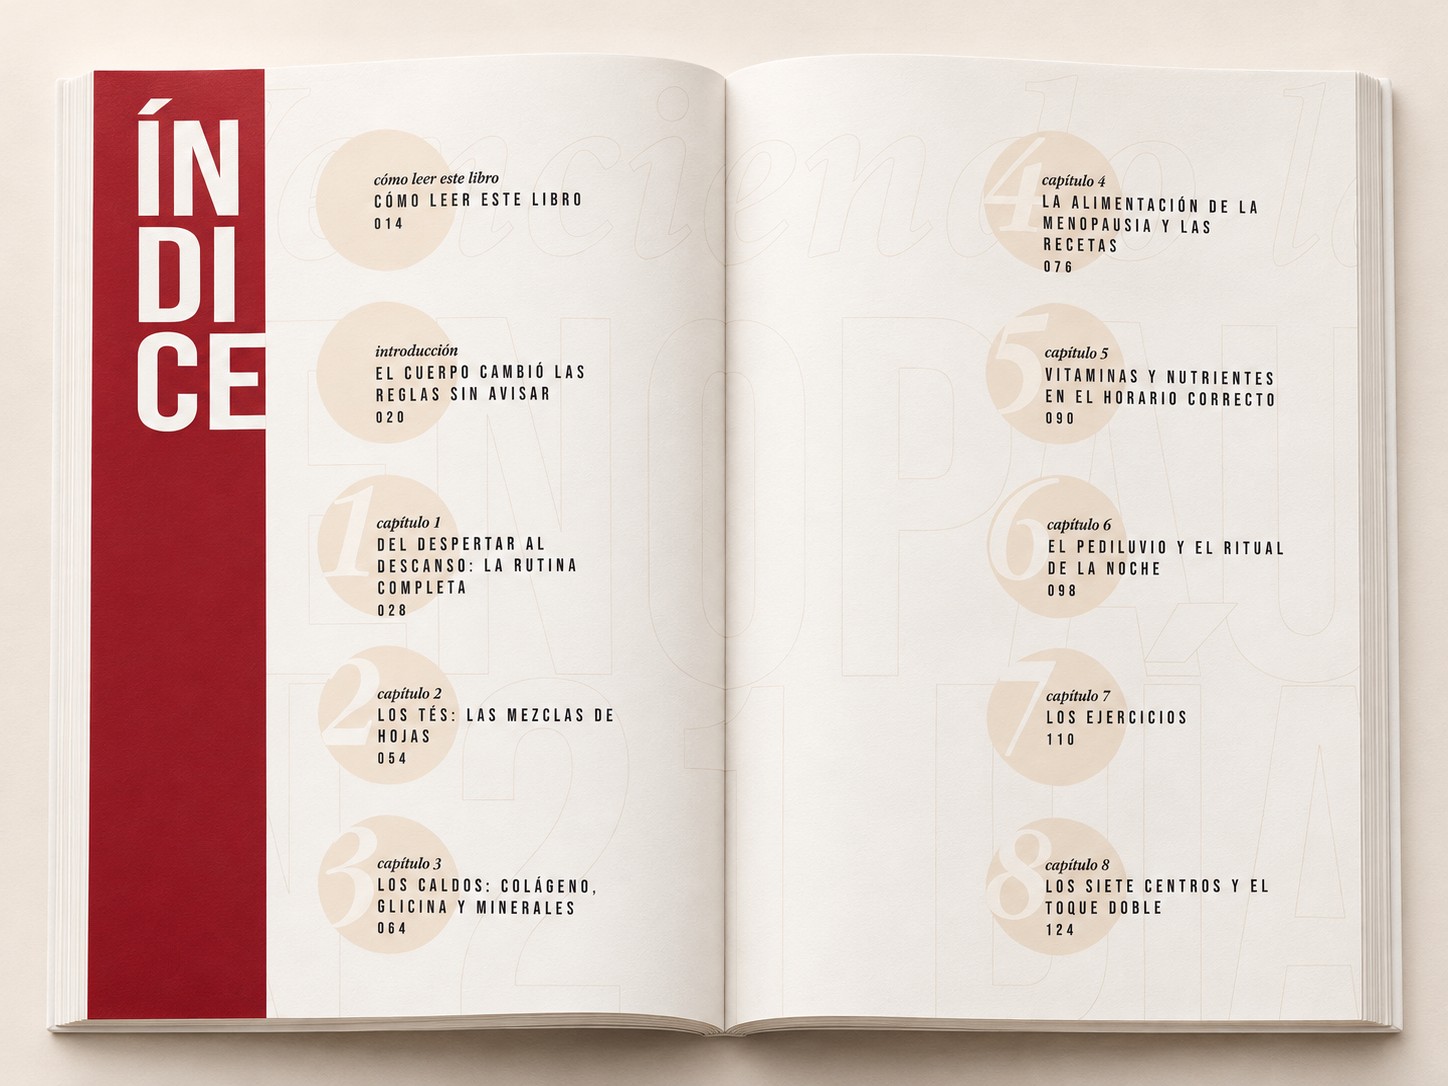 ÍN
DI
CE
cómo leer este libro
CÓMO LEER ESTE LIBRO
014
introducción
EL CUERPO CAMBIÓ LAS
REGLAS SIN AVISAR
020
1
capítulo 1
DEL DESPERTAR AL
DESCANSO: LA RUTINA
COMPLETA
028
2
capítulo 2
LOS TÉS: LAS MEZCLAS DE
HOJAS
054
3
capítulo 3
LOS CALDOS: COLÁGENO,
GLICINA Y MINERALES
064
4
capítulo 4
LA ALIMENTACIÓN DE LA
MENOPAUSIA Y LAS
RECETAS
076
5
capítulo 5
VITAMINAS Y NUTRIENTES
EN EL HORARIO CORRECTO
090
6
capítulo 6
EL PEDILUVIO Y EL RITUAL
DE LA NOCHE
098
7
capítulo 7
LOS EJERCICIOS
110
8
capítulo 8
LOS SIETE CENTROS Y EL
TOQUE DOBLE
124